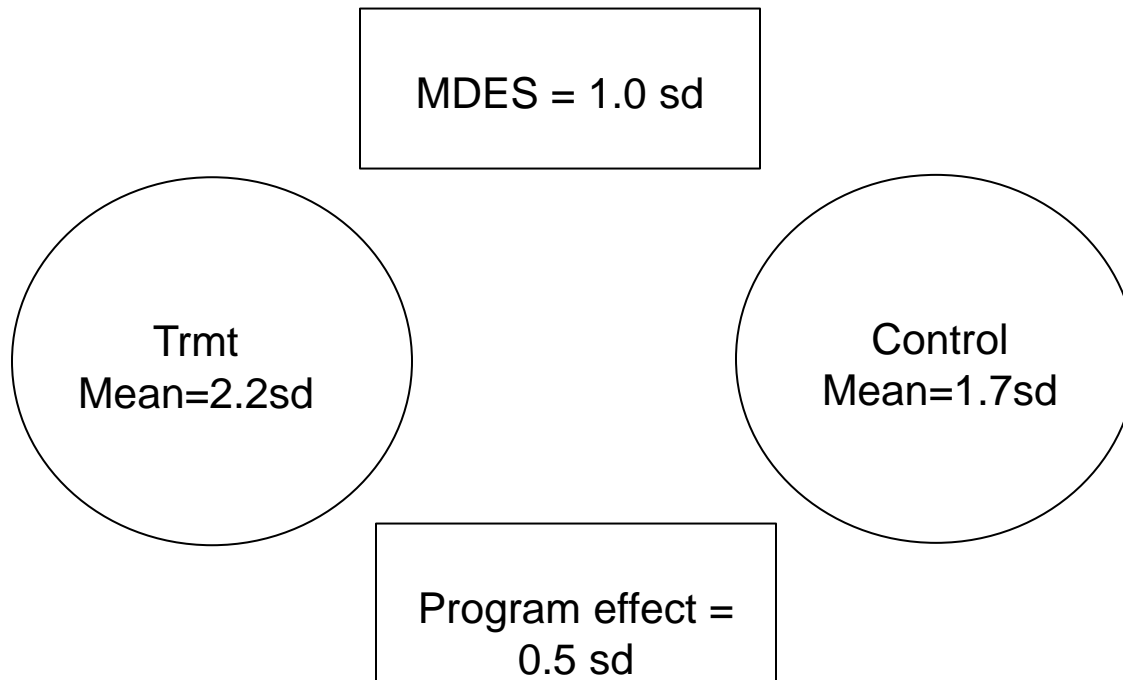 MDES = 1.0 sd
Trmt
Mean=2.2sd
Control
Mean=1.7sd
Program effect =
0.5 sd